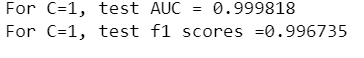 For C=1, test AUC = 0.999818
For C=1, test f1 scores =0.996735